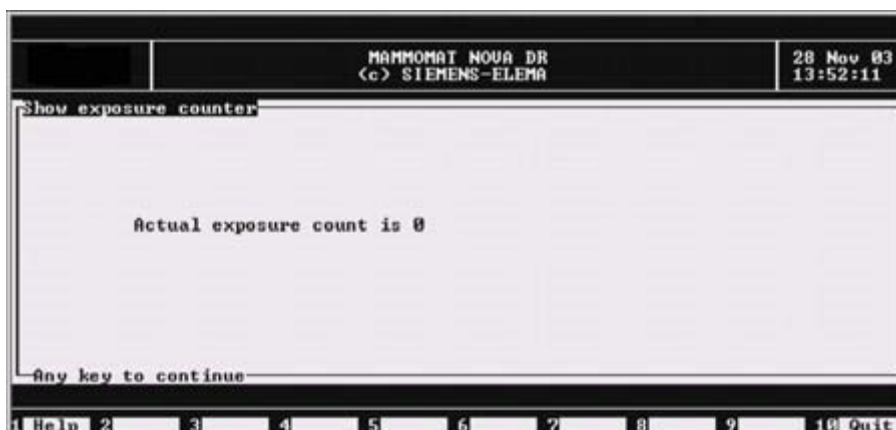 MAMMOMAT NOVA DR
(c) SIEMENS-ELEMA
28 Nov 03
13:52:11
Show exposure counter
Actual exposure count is 0
Any key to continue
1 Help 2 3 4 5 6 7 8 9 10 Quit